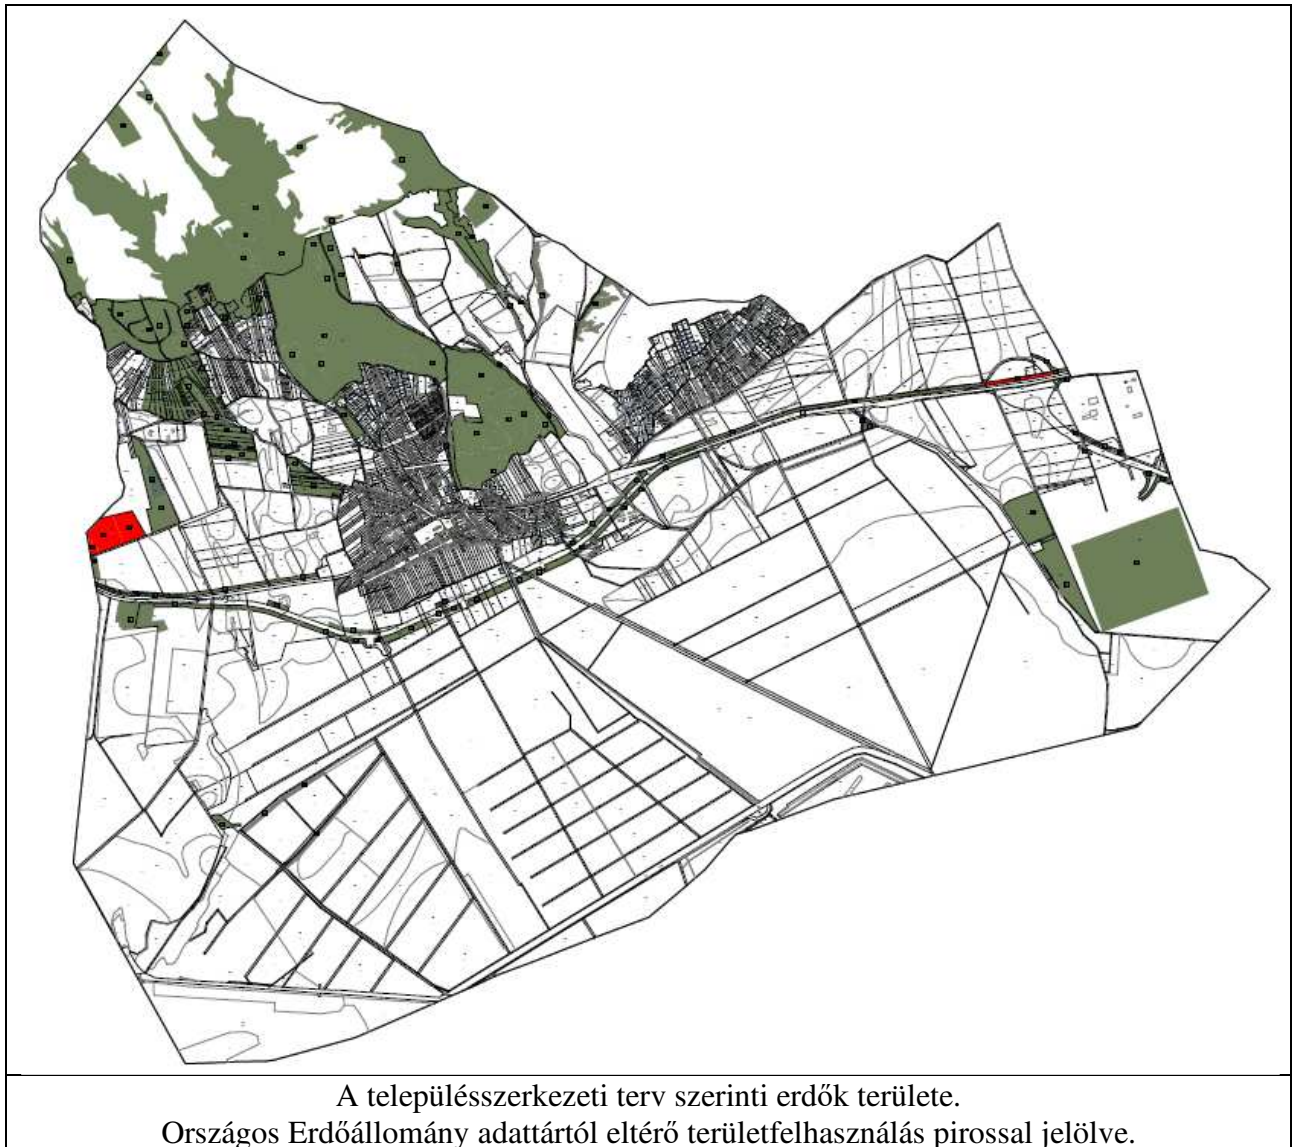 A településszerkezeti terv szerinti erdők területe.
Országos Erdőállomány adattártól eltérő területfelhasználás pirossal jelölve.